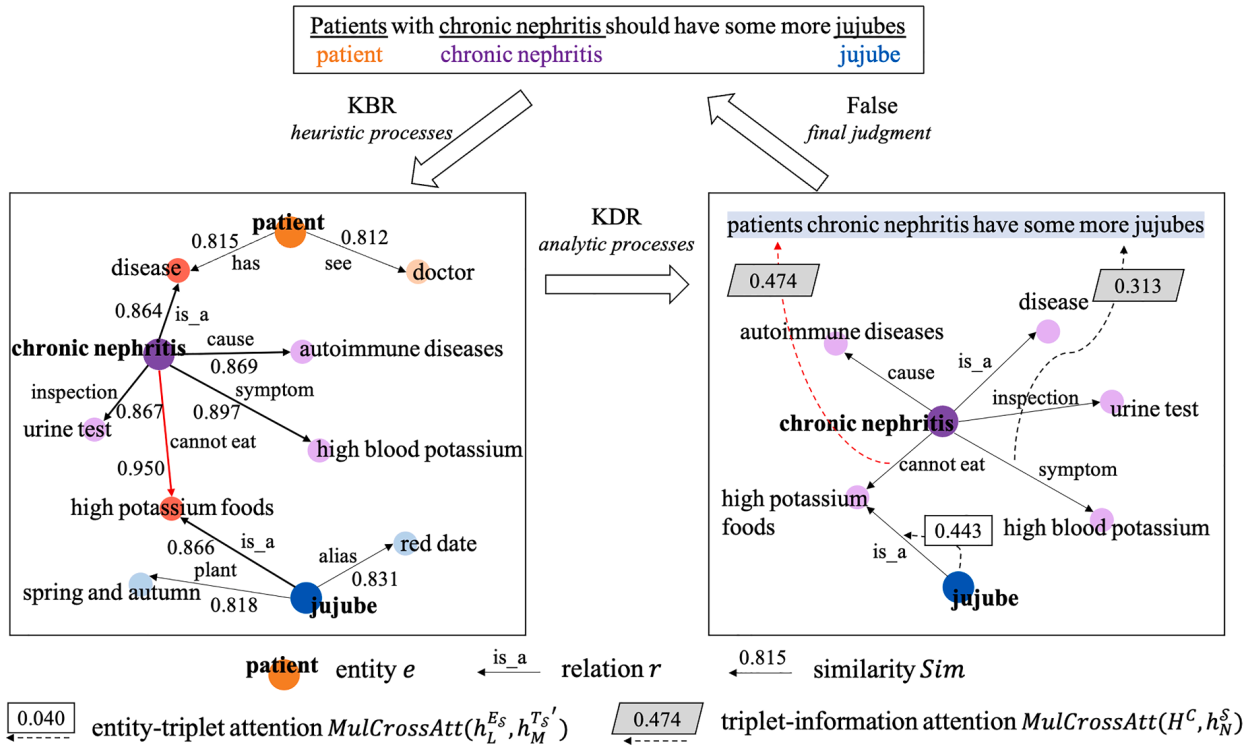 Patients with chronic nephritis should have some more jujubes
patient chronic nephritis jujube
KBR
heuristic processes
False
final judgment
patient
0.815
0.812
has
see
disease
doctor
0.864
is_a
chronic nephritis
cause
0.869
autoimmune diseases
inspection
symptom
0.867
0.897
urine test
cannot eat
high blood potassium
0.950
high potassium foods
is_a
0.866
alias
red date
plant
0.831
spring and autumn
0.818
jujube
KDR
analytic processes
patients chronic nephritis have some more jujubes
0.474
0.313
disease
autoimmune diseases
is_a
cause
inspection
urine test
chronic nephritis
cannot eat
symptom
high potassium
foods
high blood potassium
0.443
is_a
jujube
patient entity e
is_a relation r
0.815 similarity Sim
0.040 entity-triplet attention MulCrossAtt(h_L^{E_S}, h_M^{T_S'})
0.474 triplet-information attention MulCrossAtt(H^C, h_N^S)